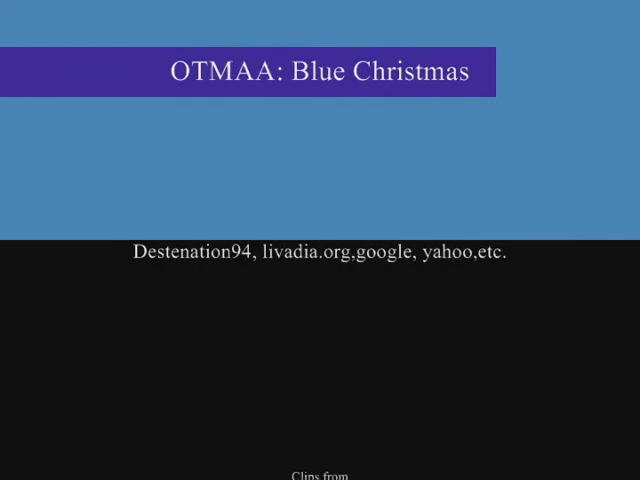 OTMAA: Blue Christmas
Destenation94, livadia.org,google, yahoo,etc.
Clips from